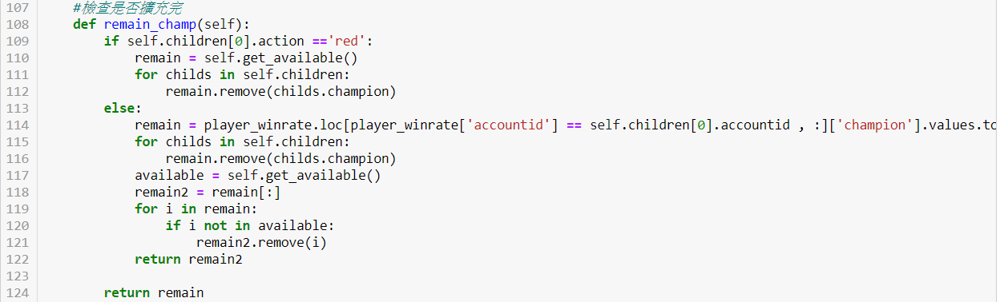 107 #檢查是否擴充完
108 def remain_champ(self):
109 if self.children[0].action =='red':
110 remain = self.get_available()
111 for childs in self.children:
112 remain.remove(childs.champion)
113 else:
114 remain = player_winrate.loc[player_winrate['accountid'] == self.children[0].accountid , :]['champion'].values.to
115 for childs in self.children:
116 remain.remove(childs.champion)
117 available = self.get_available()
118 remain2 = remain[:]
119 for i in remain:
120 if i not in available:
121 remain2.remove(i)
122 return remain2
123
124 return remain